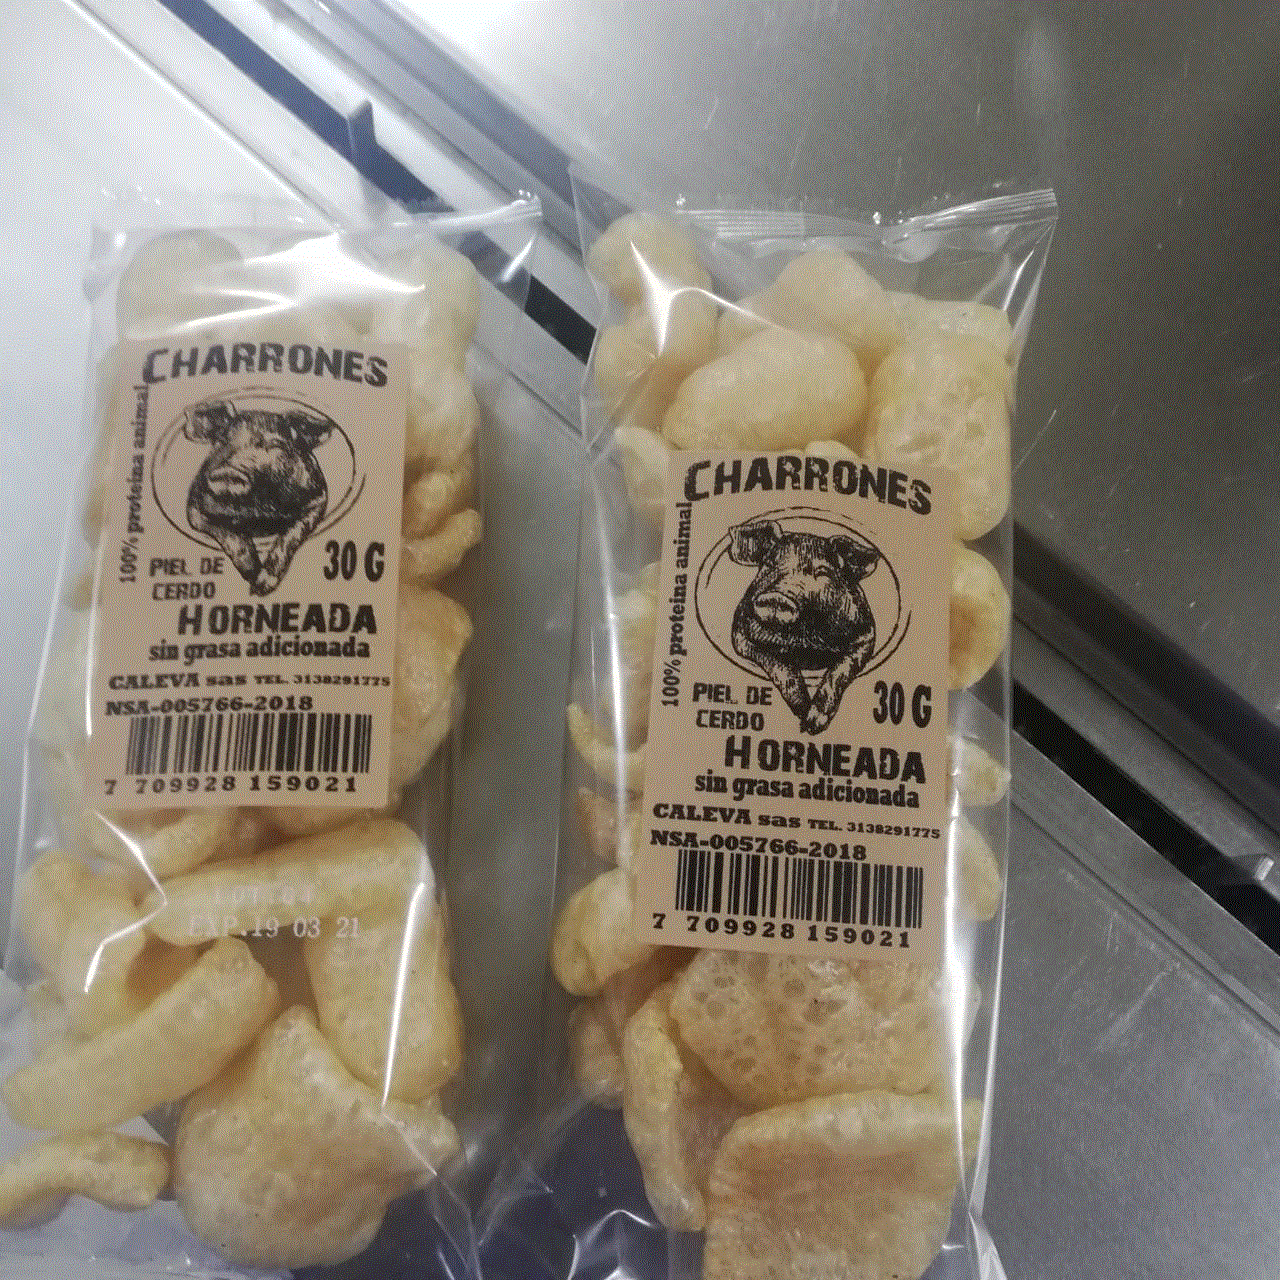 CHARRONES
100% proteina animal
PIEL DE
CERDO
30 G
HORNEADA
sin grasa adicionada
CALEVA sas TEL. 3138291775
NSA-005766-2018
7 709928 159021
EXP.19 03 21
CHARRONES
100% proteina animal
PIEL DE
CERDO
30 G
HORNEADA
sin grasa adicionada
CALEVA sas TEL. 3138291775
NSA-005766-2018
7 709928 159021